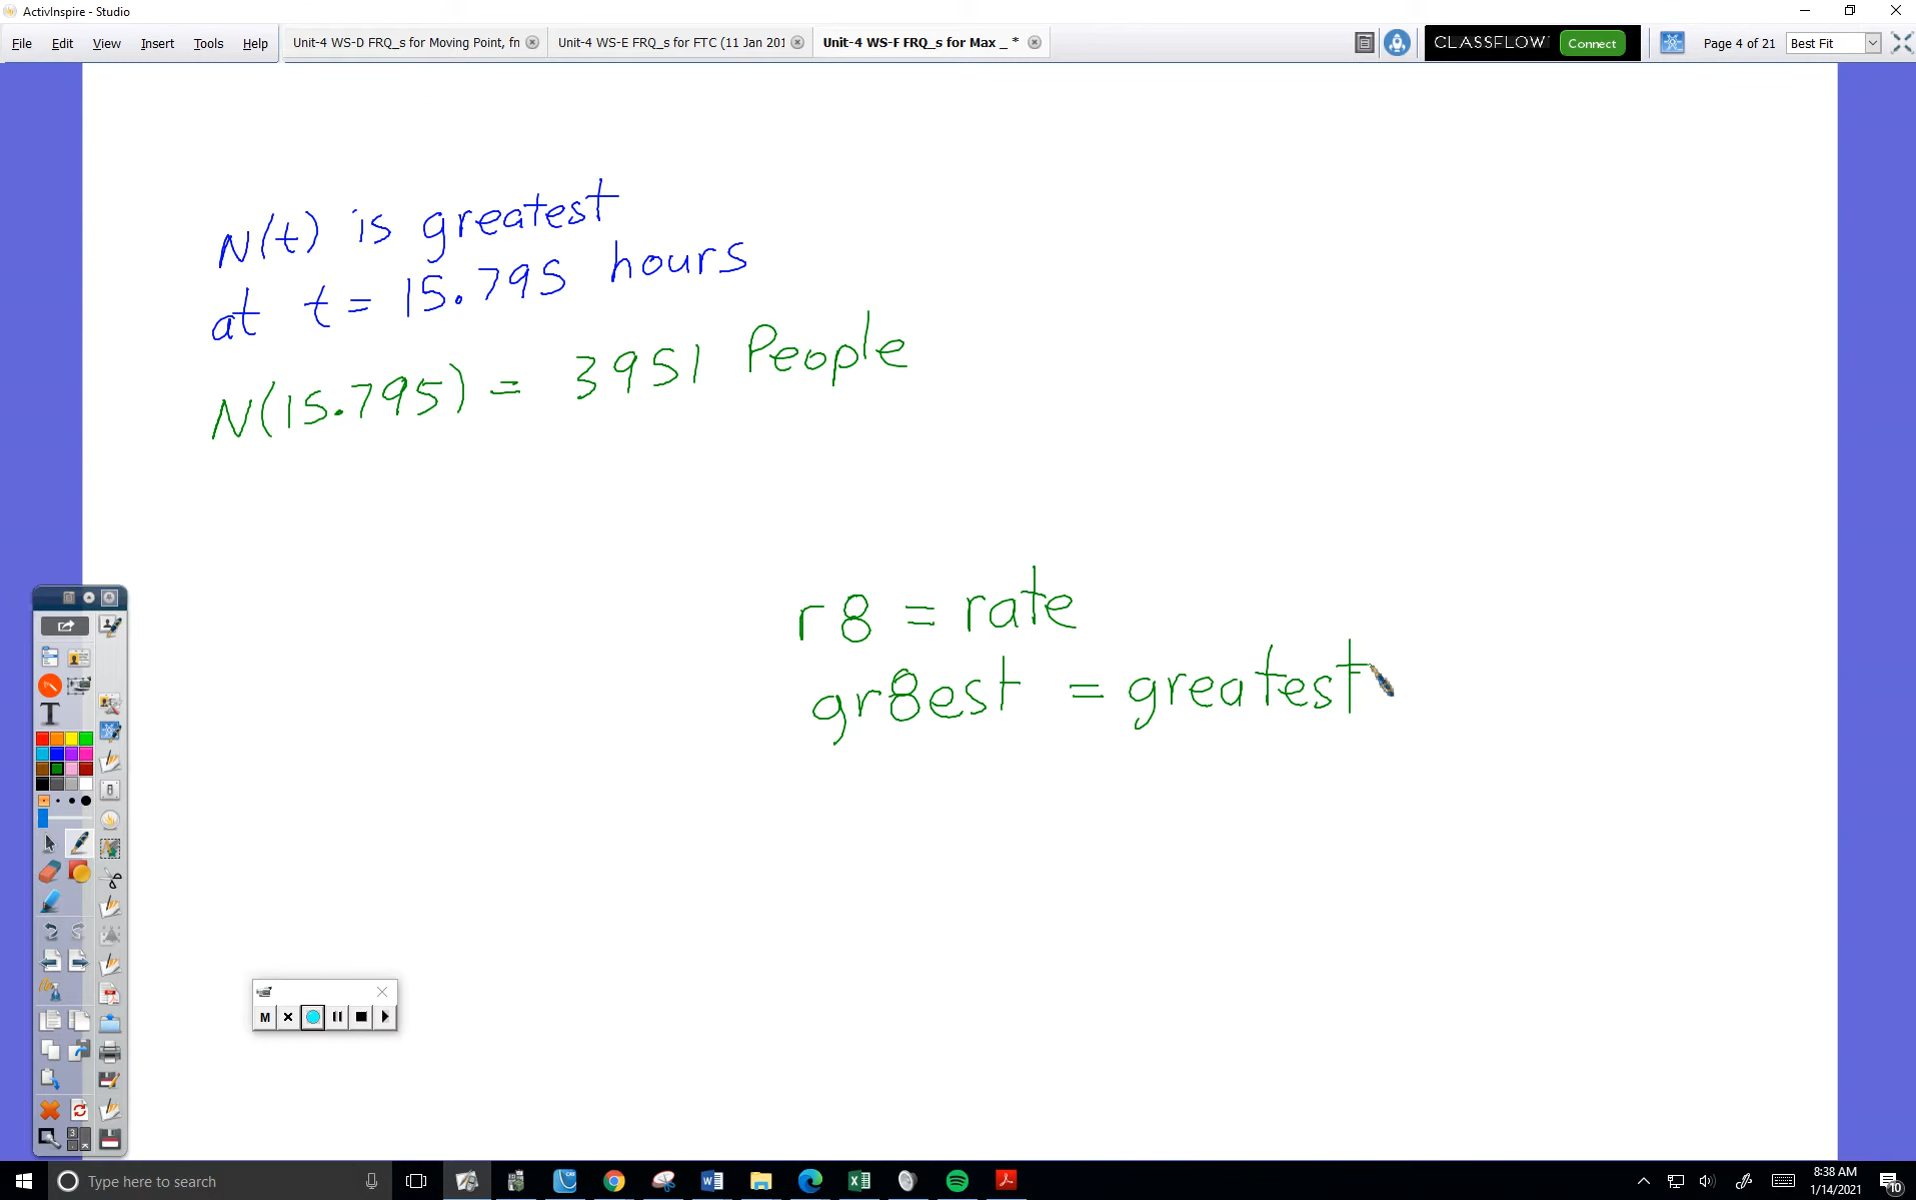 ActivInspire - Studio
File Edit View Insert Tools Help
Unit-4 WS-D FRQ_s for Moving Point, fn
Unit-4 WS-E FRQ_s for FTC (11 Jan 201
Unit-4 WS-F FRQ_s for Max _ *
CLASSFLOW Connect
Page 4 of 21
Best Fit
N(t) is greatest
at t = 15.795 hours
N(15.795) = 3951 People
r8 = rate
gr8est = greatest
T
M
Type here to search
8:38 AM
1/14/2021
10